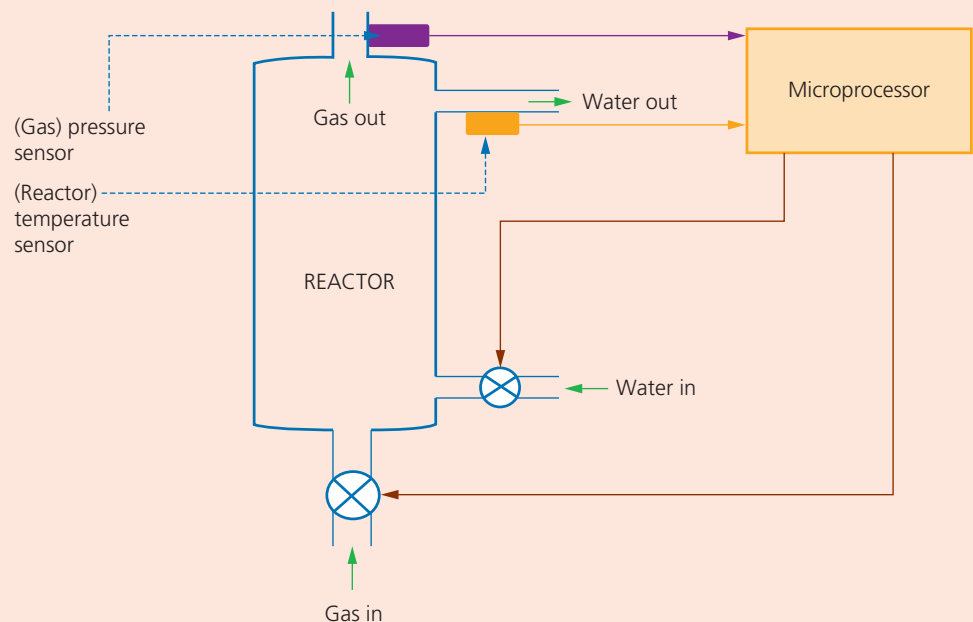 Gas out
Water out
Microprocessor
(Gas) pressure
sensor
(Reactor)
temperature
sensor
REACTOR
Water in
Gas in